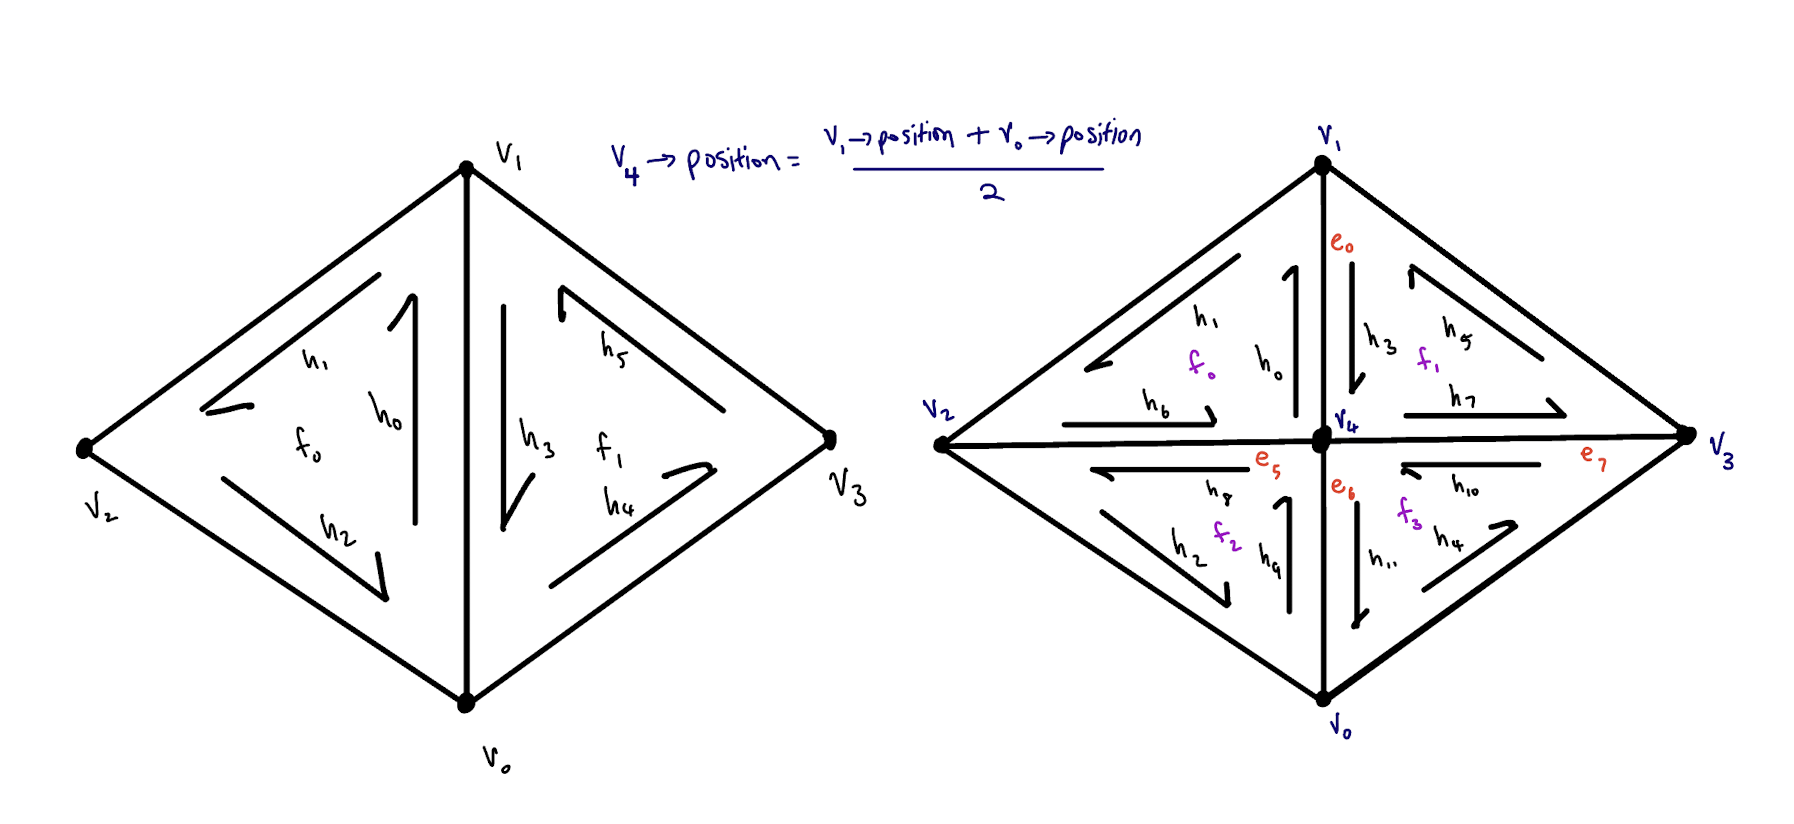 V₁
V₄ → position = V₁ → position + V₀ → position
2
h₁
h₀
h₅
f₀
h₃
f₁
h₂
h₄
V₂
V₃
V₀
V₁
e₀
h₁
f₀
h₀
h₃
f₁
h₅
V₂
h₆
V₄
h₇
V₃
e₅
e₇
h₈
e₆
h₁₀
f₂
f₃
h₂
h₉
h₁₁
h₄
V₀